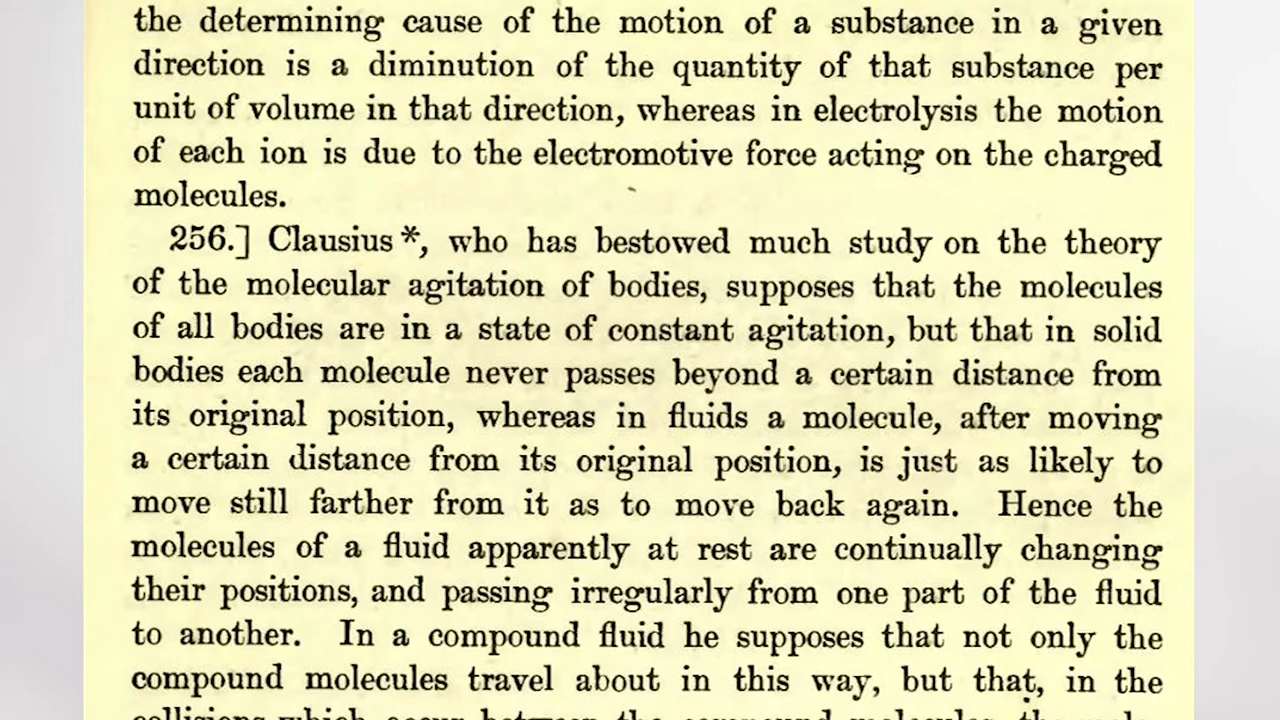 the determining cause of the motion of a substance in a given
direction is a diminution of the quantity of that substance per
unit of volume in that direction, whereas in electrolysis the motion
of each ion is due to the electromotive force acting on the charged
molecules.
256.] Clausius *, who has bestowed much study on the theory
of the molecular agitation of bodies, supposes that the molecules
of all bodies are in a state of constant agitation, but that in solid
bodies each molecule never passes beyond a certain distance from
its original position, whereas in fluids a molecule, after moving
a certain distance from its original position, is just as likely to
move still farther from it as to move back again. Hence the
molecules of a fluid apparently at rest are continually changing
their positions, and passing irregularly from one part of the fluid
to another. In a compound fluid he supposes that not only the
compound molecules travel about in this way, but that, in the
collisions which occur between the compound molecules, the